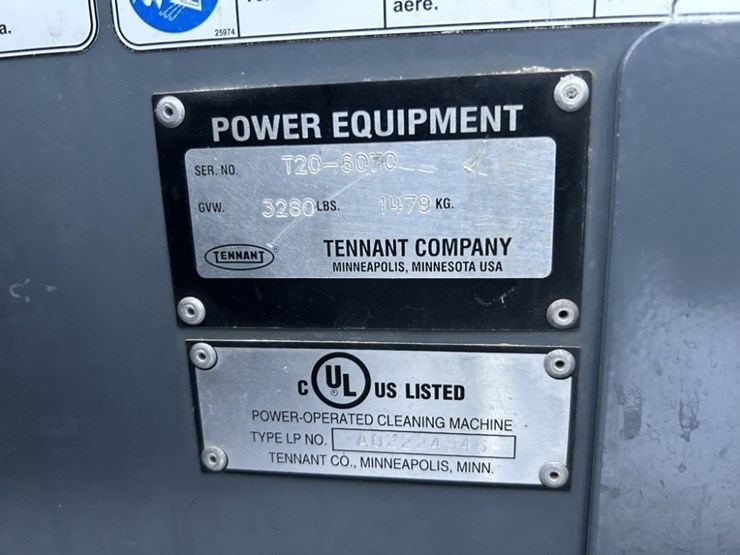 a.
25974
aere.
POWER EQUIPMENT
SER. NO. T20-6070
GVW. 3280 LBS. 1479 KG.
TENNANT ®
TENNANT COMPANY
MINNEAPOLIS, MINNESOTA USA
C UL ® US LISTED
POWER-OPERATED CLEANING MACHINE
TYPE LP NO.
TENNANT CO., MINNEAPOLIS, MINN.